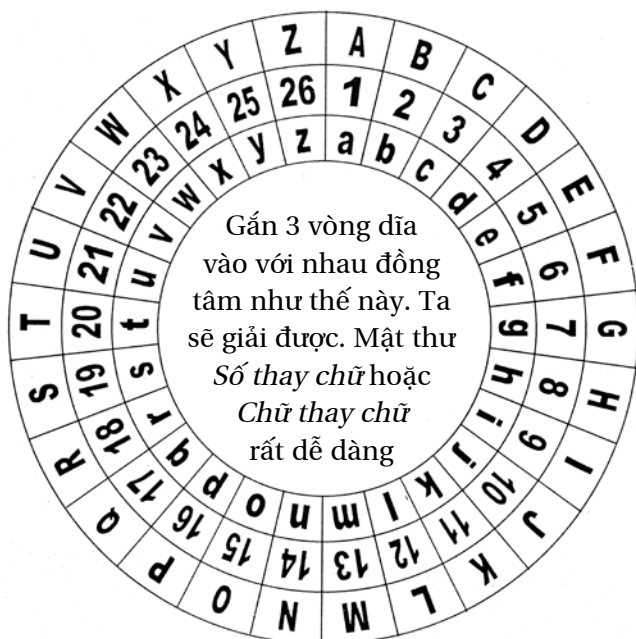 A B C D E F G H I J K L M N O P Q R S T U V W X Y Z
1 2 3 4 5 6 7 8 9 10 11 12 13 14 15 16 17 18 19 20 21 22 23 24 25 26
a b c d e f g h i j k l m n o p q r s t u v w x y z
Gắn 3 vòng dĩa
vào với nhau đồng
tâm như thế này. Ta
sẽ giải được. Mật thư
Số thay chữ hoặc
Chữ thay chữ
rất dễ dàng